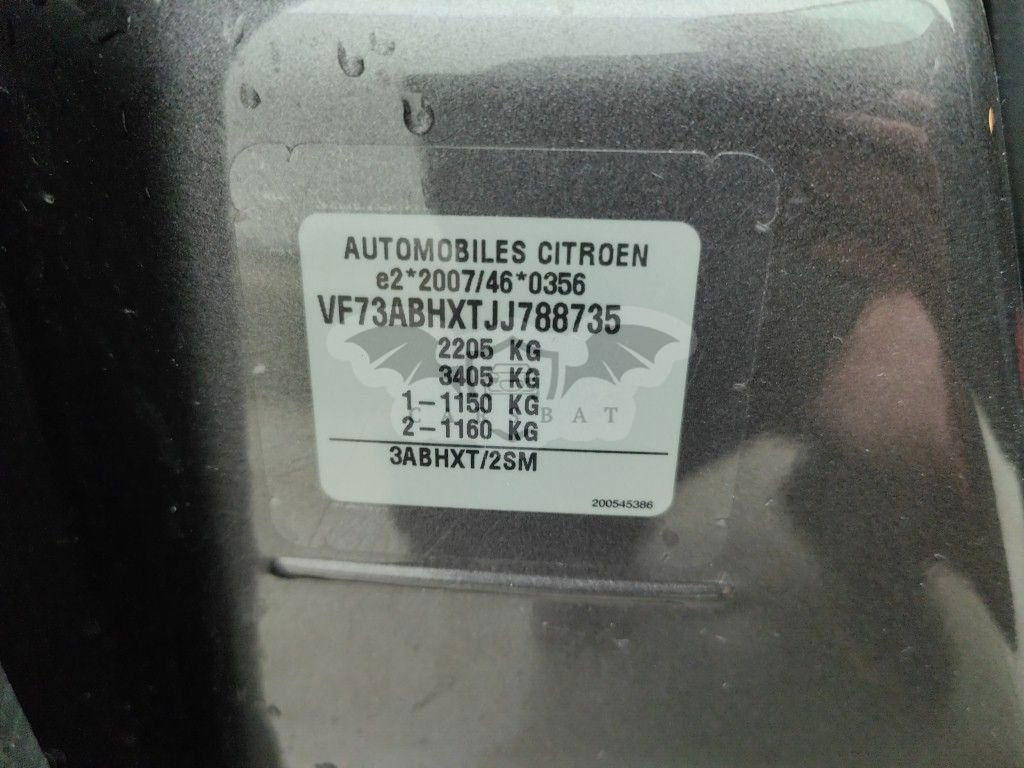 AUTOMOBILES CITROEN
e2*2007/46*0356
VF73ABHXTJJ788735
2205 KG
3405 KG
1-1150 KG
CARSBAT
2-1160 KG
3ABHXT/2SM
200545386